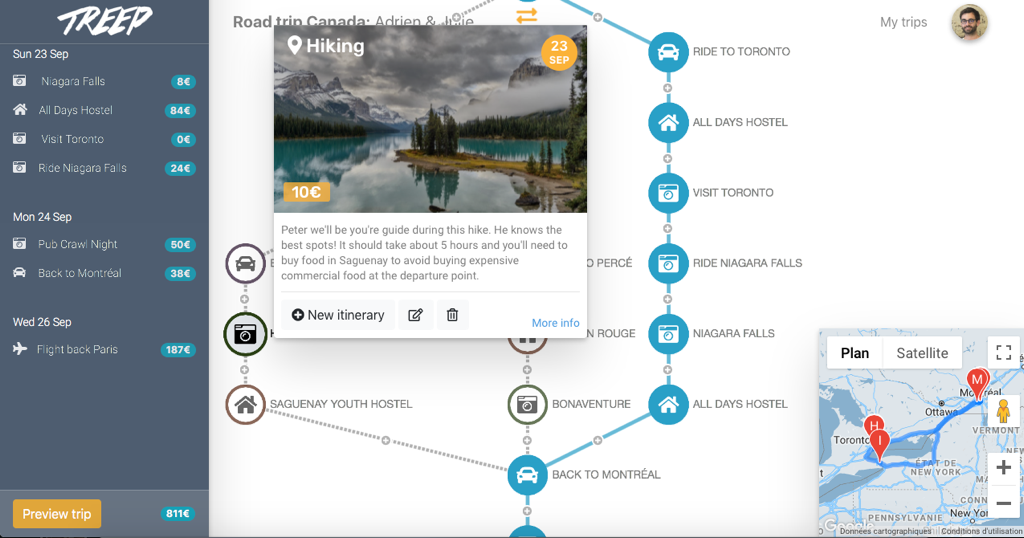 TREEP
Sun 23 Sep
Niagara Falls 8€
All Days Hostel 84€
Visit Toronto 0€
Ride Niagara Falls 24€
Mon 24 Sep
Pub Crawl Night 50€
Back to Montréal 38€
Wed 26 Sep
Flight back Paris 187€
Preview trip 811€
Road trip Canada: Adrien & Julie
My trips
Hiking
23
SEP
10€
Peter we'll be you're guide during this hike. He knows the
best spots! It should take about 5 hours and you'll need to
buy food in Saguenay to avoid buying expensive
commercial food at the departure point.
New itinerary
More info
RIDE TO TORONTO
ALL DAYS HOSTEL
VISIT TORONTO
O PERCÉ
RIDE NIAGARA FALLS
N ROUGE
NIAGARA FALLS
SAGUENAY YOUTH HOSTEL
BONAVENTURE
ALL DAYS HOSTEL
BACK TO MONTRÉAL
Plan
Satellite
M
Montréal
Ottawa
H
I
Toronto
VERMONT
ÉTAT DE
NEW YORK
PENNSYLVANIE
New York
Google
Données cartographiques
Conditions d'utilisation